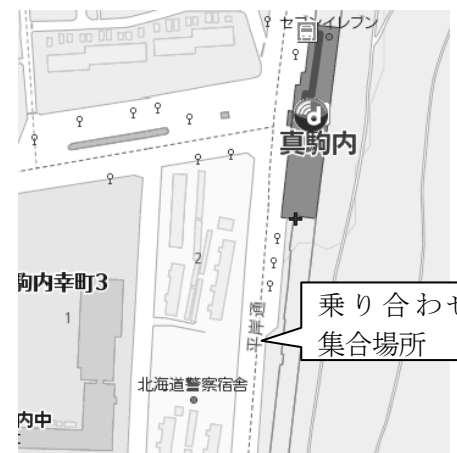 セブンイレブン
d
真駒内
2
駒内幸町3
1
乗り合わせ
集合場所
平岸通
北海道警察宿舎
内中